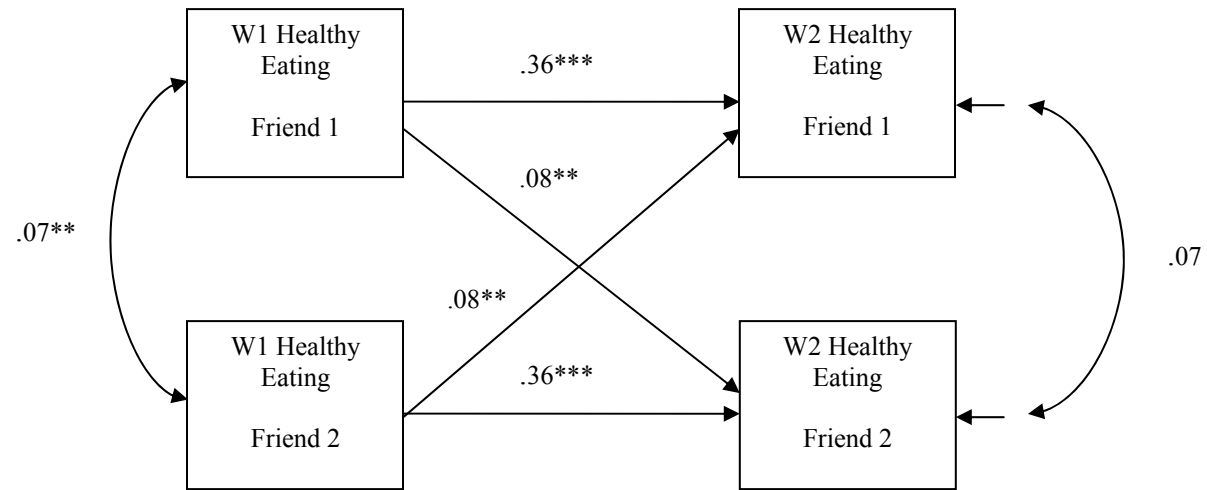 W1 Healthy
Eating
Friend 1
.36***
W2 Healthy
Eating
Friend 1
.08**
.07**
.07
.08**
W1 Healthy
Eating
Friend 2
.36***
W2 Healthy
Eating
Friend 2